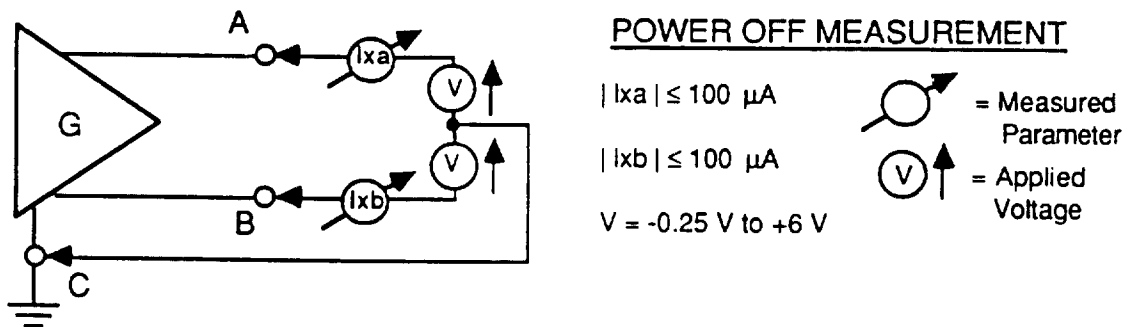 A
Ixa
V
G
V
Ixb
B
C
POWER OFF MEASUREMENT
| Ixa | ≤ 100 µA
| Ixb | ≤ 100 µA
V = -0.25 V to +6 V
= Measured
Parameter
V
= Applied
Voltage